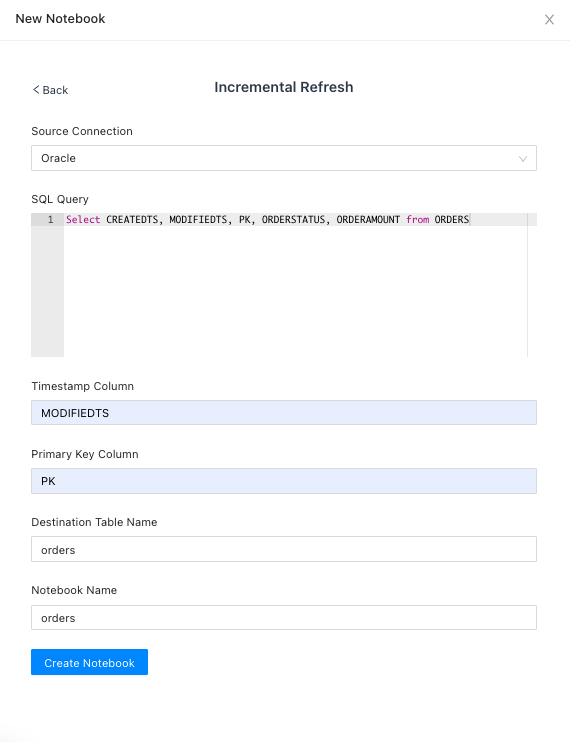 New Notebook
Back
Incremental Refresh
Source Connection
Oracle
SQL Query
1 Select CREATEDTS, MODIFIEDTS, PK, ORDERSTATUS, ORDERAMOUNT from ORDERS
Timestamp Column
MODIFIEDTS
Primary Key Column
PK
Destination Table Name
orders
Notebook Name
orders
Create Notebook